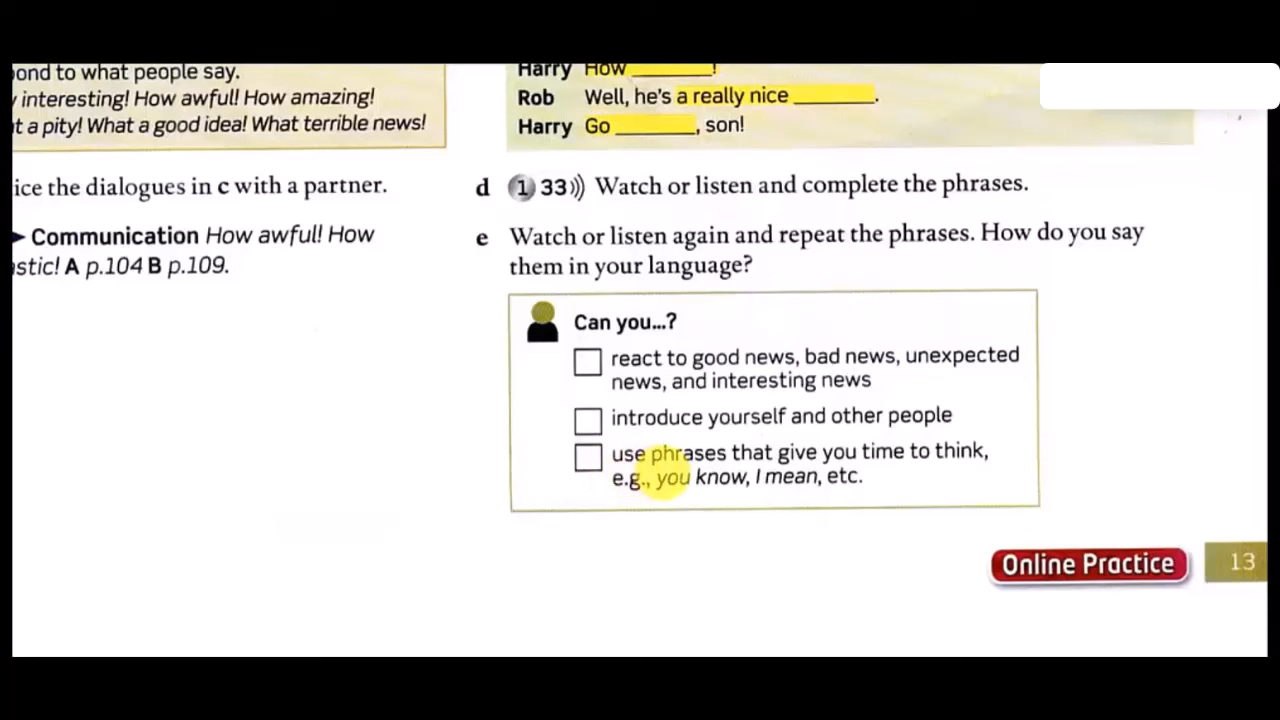 ond to what people say.
interesting! How awful! How amazing!
t a pity! What a good idea! What terrible news!
ice the dialogues in c with a partner.
Communication How awful! How
stic! A p.104 B p.109.
Harry How ________!
Rob Well, he's a really nice ________.
Harry Go ________, son!
d 1 33 Watch or listen and complete the phrases.
e Watch or listen again and repeat the phrases. How do you say
them in your language?
Can you...?
react to good news, bad news, unexpected
news, and interesting news
introduce yourself and other people
use phrases that give you time to think,
e.g., you know, I mean, etc.
Online Practice 13